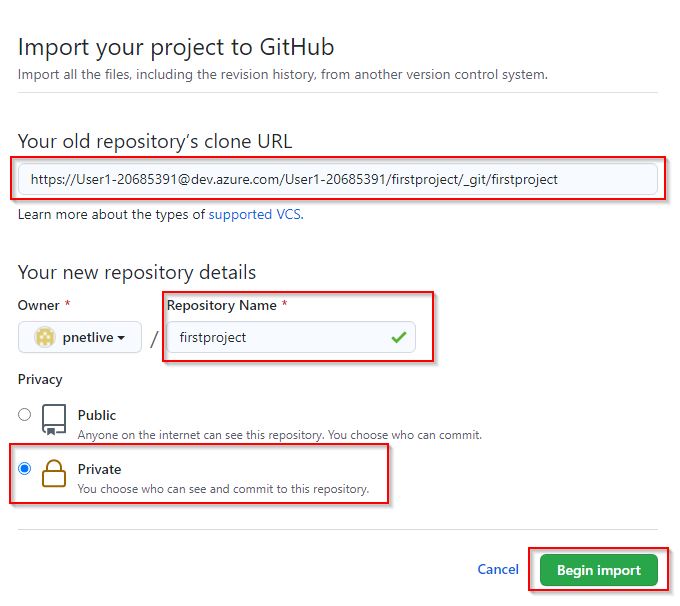 Import your project to GitHub
Import all the files, including the revision history, from another version control system.
Your old repository’s clone URL
https://User1-20685391@dev.azure.com/User1-20685391/firstproject/_git/firstproject
Learn more about the types of supported VCS.
Your new repository details
Owner * Repository Name *
pnetlive / firstproject
Privacy
Public
Anyone on the internet can see this repository. You choose who can commit.
Private
You choose who can see and commit to this repository.
Cancel Begin import